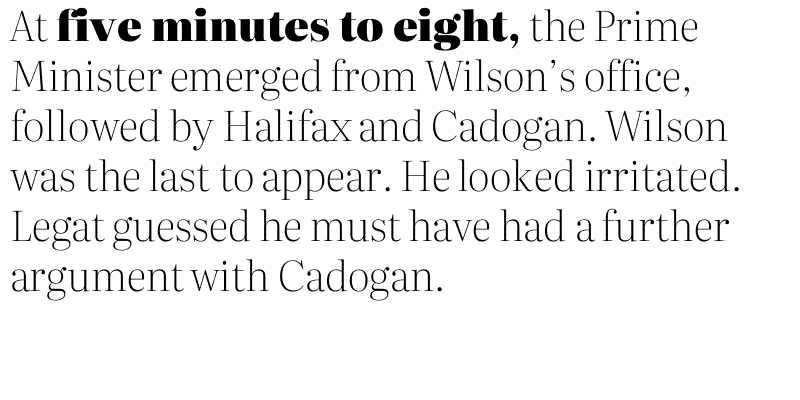 At five minutes to eight, the Prime
Minister emerged from Wilson’s office,
followed by Halifax and Cadogan. Wilson
was the last to appear. He looked irritated.
Legat guessed he must have had a further
argument with Cadogan.